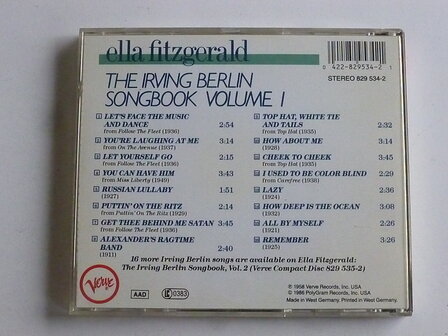 ella fitzgerald
0 422-829534-2 1
STEREO 829 534-2
THE IRVING BERLIN
SONGBOOK VOLUME 1
LET'S FACE THE MUSIC
AND DANCE 2:54
from Follow The Fleet (1936)
YOU'RE LAUGHING AT ME 3:14
from On The Avenue (1937)
LET YOURSELF GO 2:15
from Follow The Fleet (1936)
YOU CAN HAVE HIM 3:43
from Miss Liberty (1949)
RUSSIAN LULLABY 1:51
(1927)
PUTTIN' ON THE RITZ 2:14
from Puttin' On The Ritz (1929)
GET THEE BEHIND ME SATAN 3:45
from Follow The Fleet (1936)
ALEXANDER'S RAGTIME
BAND 2:40
(1911)
TOP HAT, WHITE TIE
AND TAILS 2:32
from Top Hat (1935)
HOW ABOUT ME 3:14
(1928)
CHEEK TO CHEEK 3:45
from Top Hat (1935)
I USED TO BE COLOR BLIND 2:29
from Carefree (1938)
LAZY 2:36
(1924)
HOW DEEP IS THE OCEAN 3:08
(1932)
ALL BY MYSELF 2:26
(1921)
REMEMBER 3:26
(1925)
16 more Irving Berlin songs are available on Ella Fitzgerald:
The Irving Berlin Songbook, Vol. 2 (Verve Compact Disc 829 535-2)
Verve
AAD
0383
℗ 1958 Verve Records, Inc. USA
© 1986 PolyGram Records, Inc. USA
Made in West Germany. Printed in West Germany.